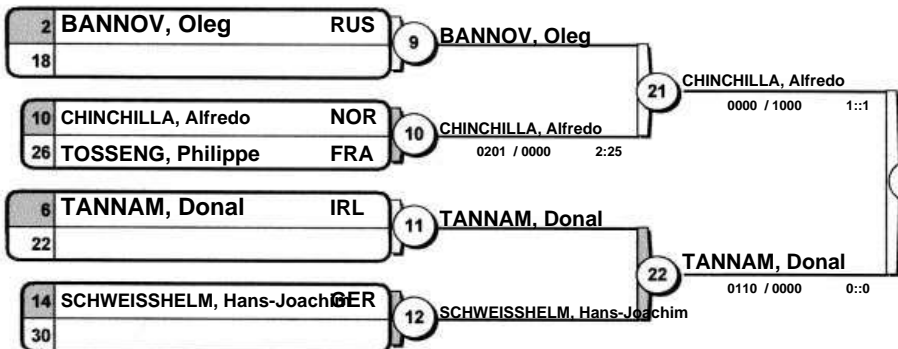 2 BANNOV, Oleg RUS
18
9 BANNOV, Oleg
10 CHINCHILLA, Alfredo NOR
26 TOSSENG, Philippe FRA
10 CHINCHILLA, Alfredo
0201 / 0000 2:25
21 CHINCHILLA, Alfredo
0000 / 1000 1::1
6 TANNAM, Donal IRL
22
11 TANNAM, Donal
14 SCHWEISSHELM, Hans-Joachim GER
30
12 SCHWEISSHELM, Hans-Joachim
22 TANNAM, Donal
0110 / 0000 0::0